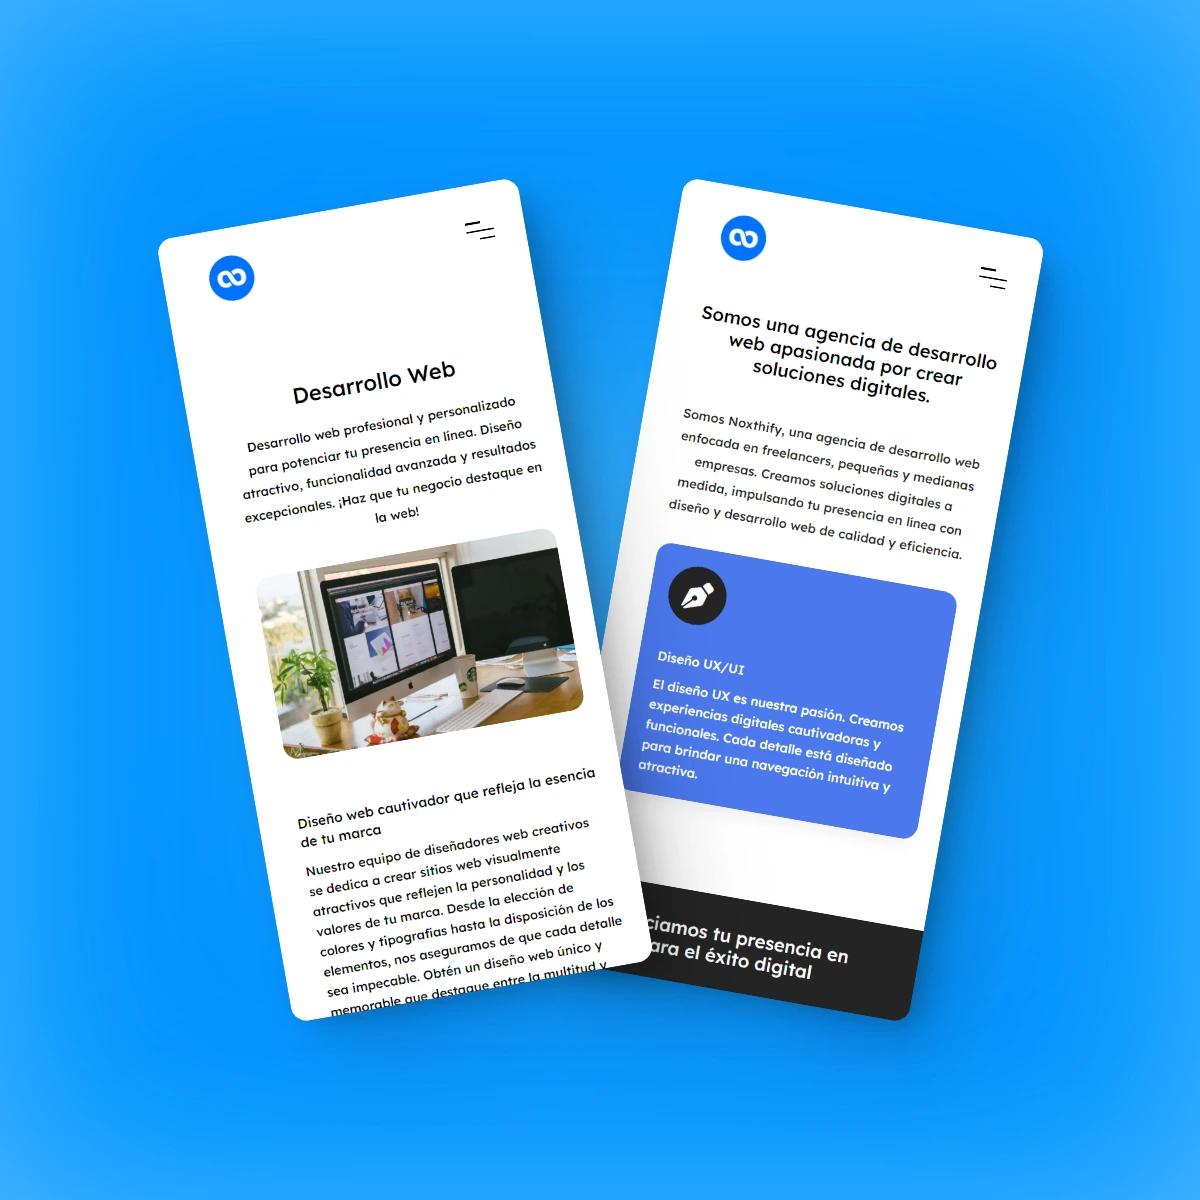 Desarrollo Web
Desarrollo web profesional y personalizado
para potenciar tu presencia en línea. Diseño
atractivo, funcionalidad avanzada y resultados
excepcionales. ¡Haz que tu negocio destaque en
la web!
Diseño web cautivador que refleja la esencia
de tu marca
Nuestro equipo de diseñadores web creativos
se dedica a crear sitios web visualmente
atractivos que reflejen la personalidad y los
valores de tu marca. Desde la elección de
colores y tipografías hasta la disposición de los
elementos, nos aseguramos de que cada detalle
sea impecable. Obtén un diseño web único y
memorable que destaque entre la multitud y
Somos una agencia de desarrollo
web apasionada por crear
soluciones digitales.
Somos Noxthify, una agencia de desarrollo web
enfocada en freelancers, pequeñas y medianas
empresas. Creamos soluciones digitales a
medida, impulsando tu presencia en línea con
diseño y desarrollo web de calidad y eficiencia.
Diseño UX/UI
El diseño UX es nuestra pasión. Creamos
experiencias digitales cautivadoras y
funcionales. Cada detalle está diseñado
para brindar una navegación intuitiva y
atractiva.
ciamos tu presencia en
ara el éxito digital